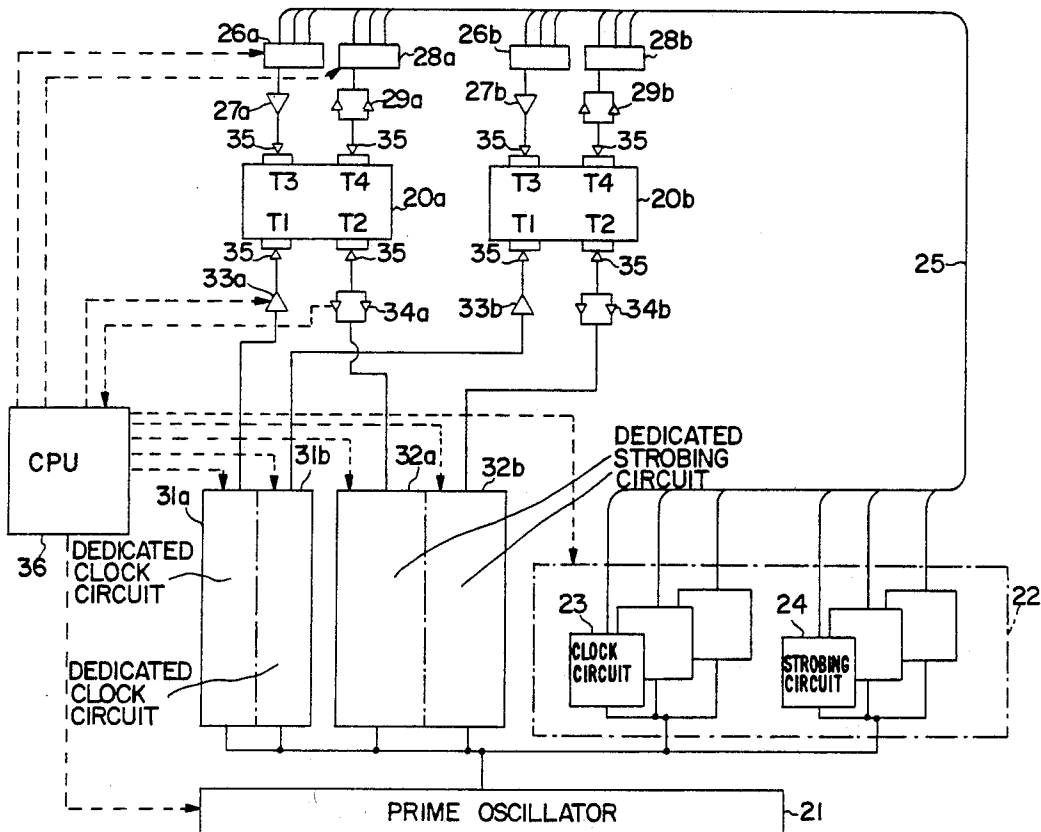 26a
28a
26b
28b
27a
29a
27b
29b
35
35
35
35
T3
T4
T3
T4
20a
20b
T1
T2
T1
T2
35
35
35
35
25
33a
34a
33b
34b
CPU
36
31a
31b
32a
32b
DEDICATED
STROBING
CIRCUIT
DEDICATED
CLOCK
CIRCUIT
DEDICATED
CLOCK
CIRCUIT
23
CLOCK
CIRCUIT
24
STROBING
CIRCUIT
22
PRIME OSCILLATOR
21